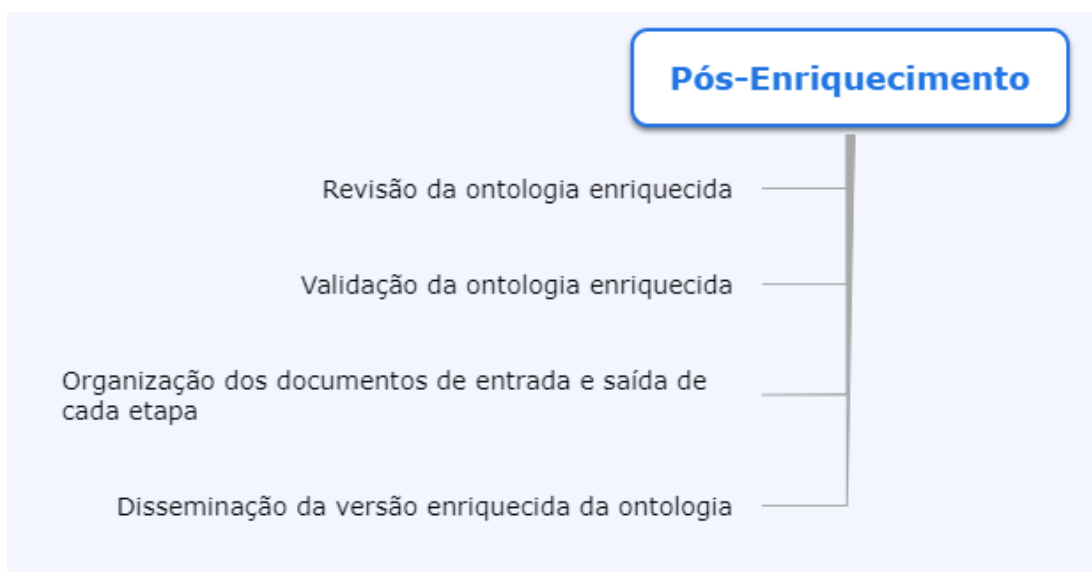 Pós-Enriquecimento
Revisão da ontologia enriquecida
Validação da ontologia enriquecida
Organização dos documentos de entrada e saída de
cada etapa
Disseminação da versão enriquecida da ontologia